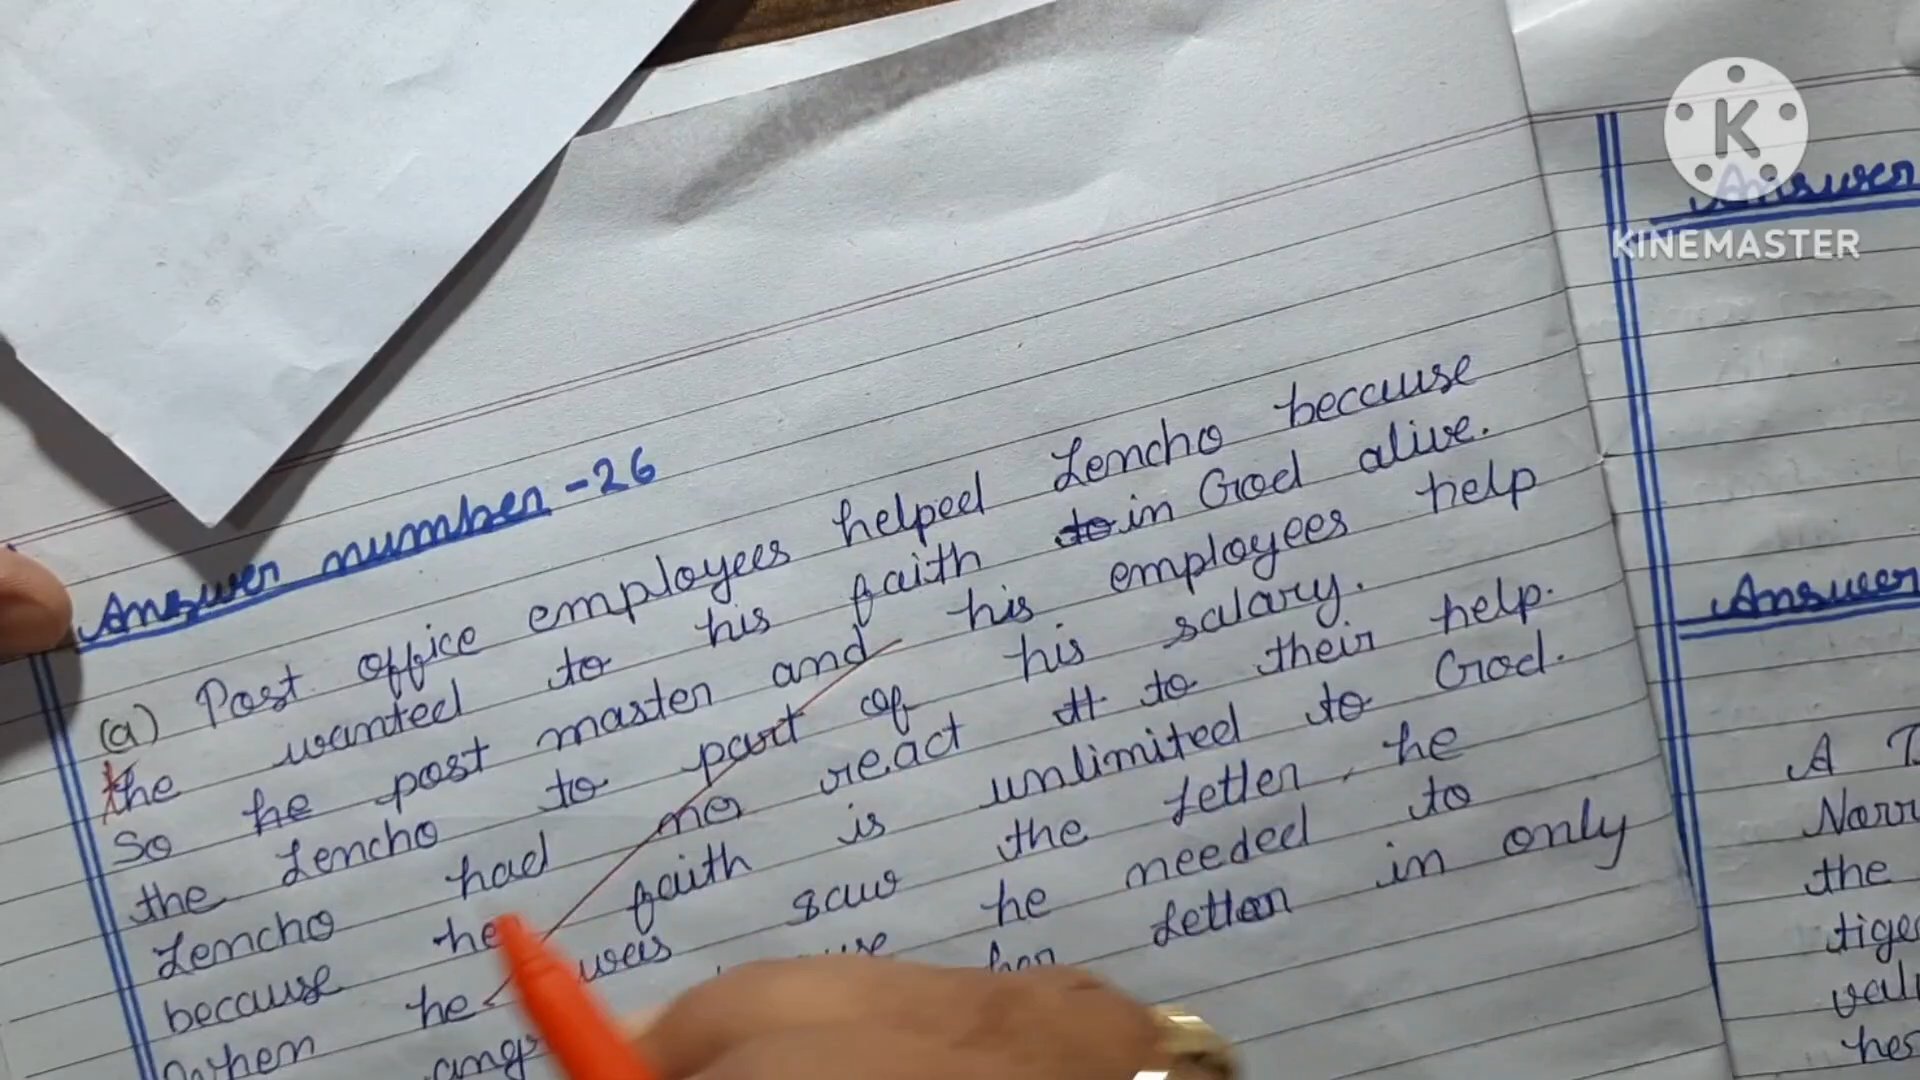 Answer number - 26
(a) Post office employees helped Lencho because
the wanted to his faith in God alive.
So he post master and his employees help
the Lencho to part of his salary.
Lencho had no react to their help.
because he faith is unlimited to God.
When he was saw the letter, he
he needed to
letter in only
Answer
KINEMASTER
Answer
A
Narr
the
tige